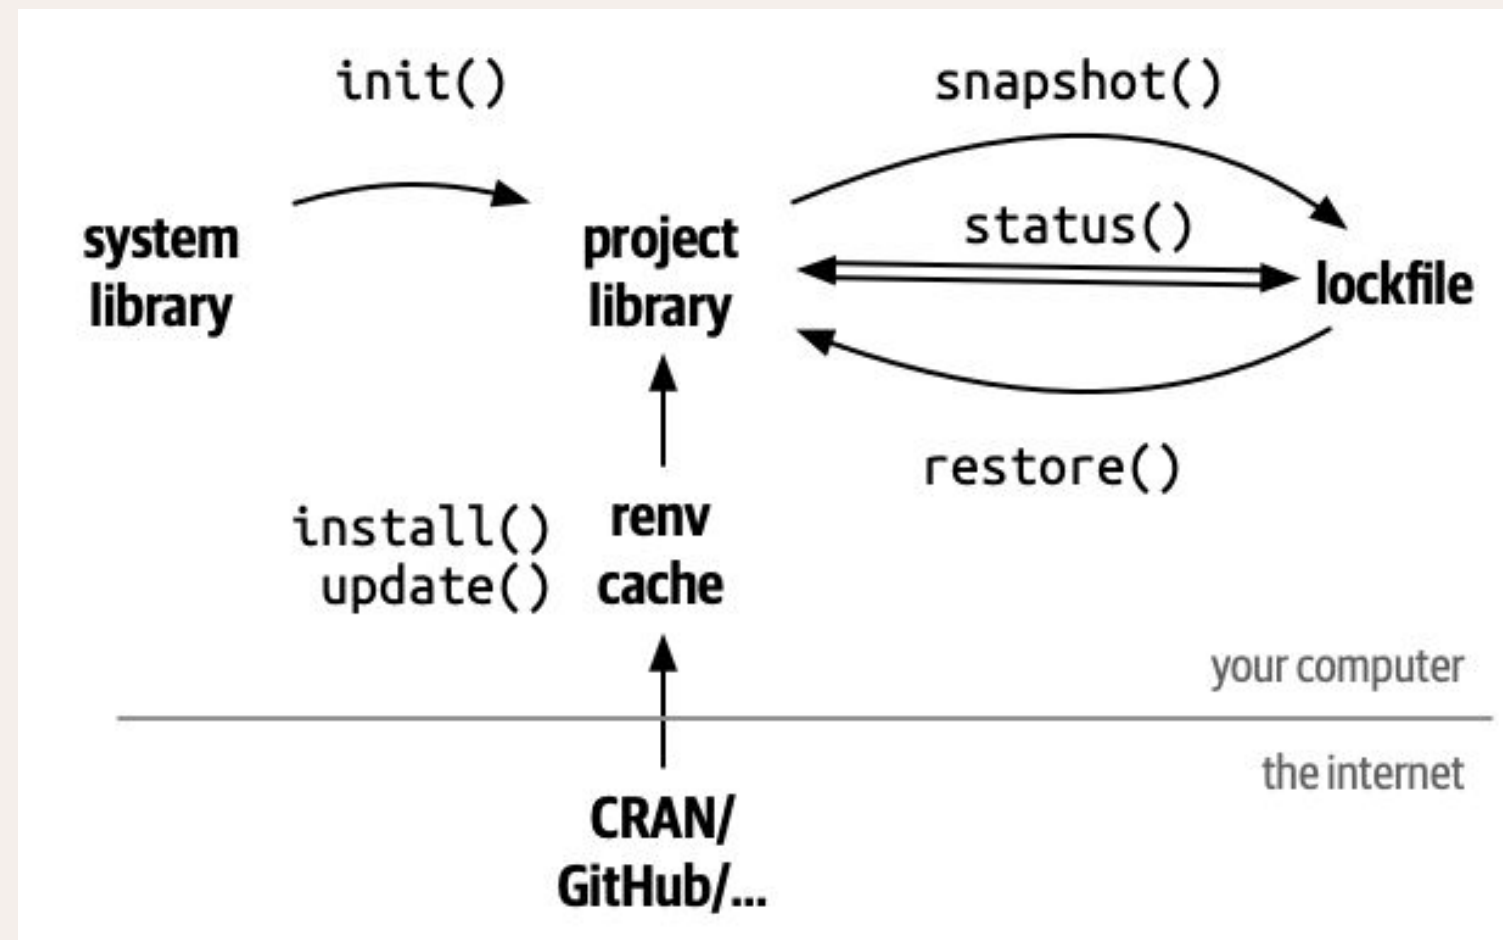 init()
snapshot()
status()
system
library
project
library
lockfile
restore()
install()
update()
renv
cache
your computer
the internet
CRAN/
GitHub/...